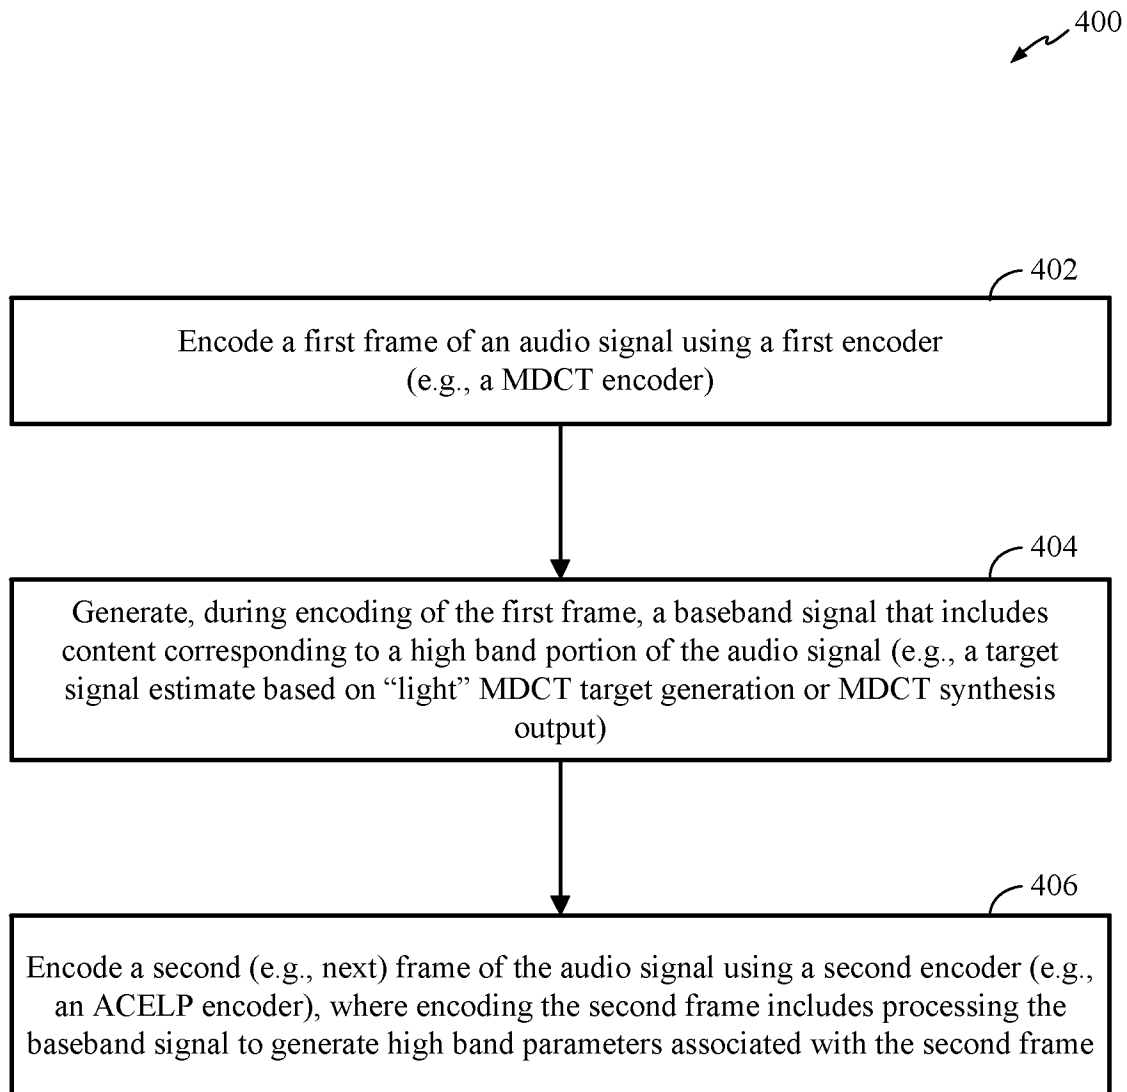 400
402
Encode a first frame of an audio signal using a first encoder
(e.g., a MDCT encoder)
404
Generate, during encoding of the first frame, a baseband signal that includes
content corresponding to a high band portion of the audio signal (e.g., a target
signal estimate based on “light” MDCT target generation or MDCT synthesis
output)
406
Encode a second (e.g., next) frame of the audio signal using a second encoder (e.g.,
an ACELP encoder), where encoding the second frame includes processing the
baseband signal to generate high band parameters associated with the second frame